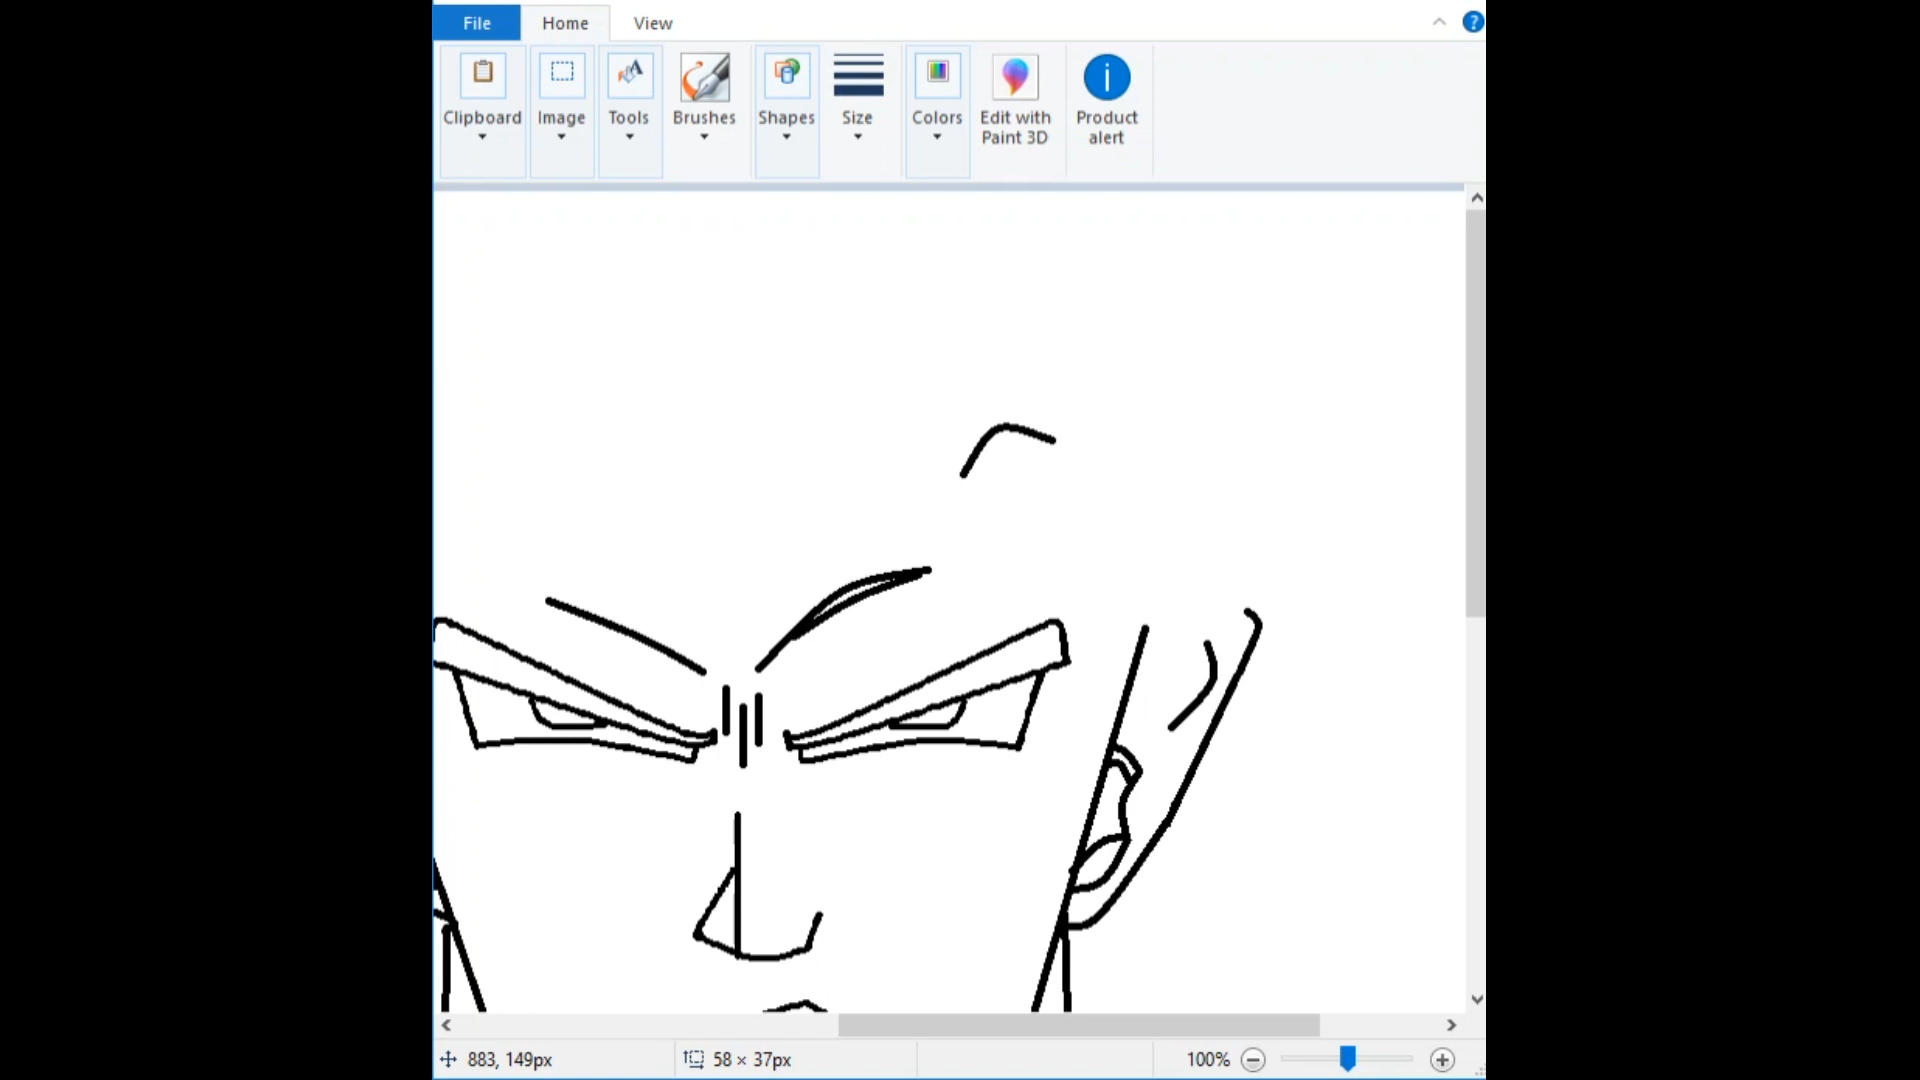 File Home View
Clipboard Image Tools Brushes Shapes Size Colors Edit with Paint 3D Product alert
883, 149px 58 × 37px 100%